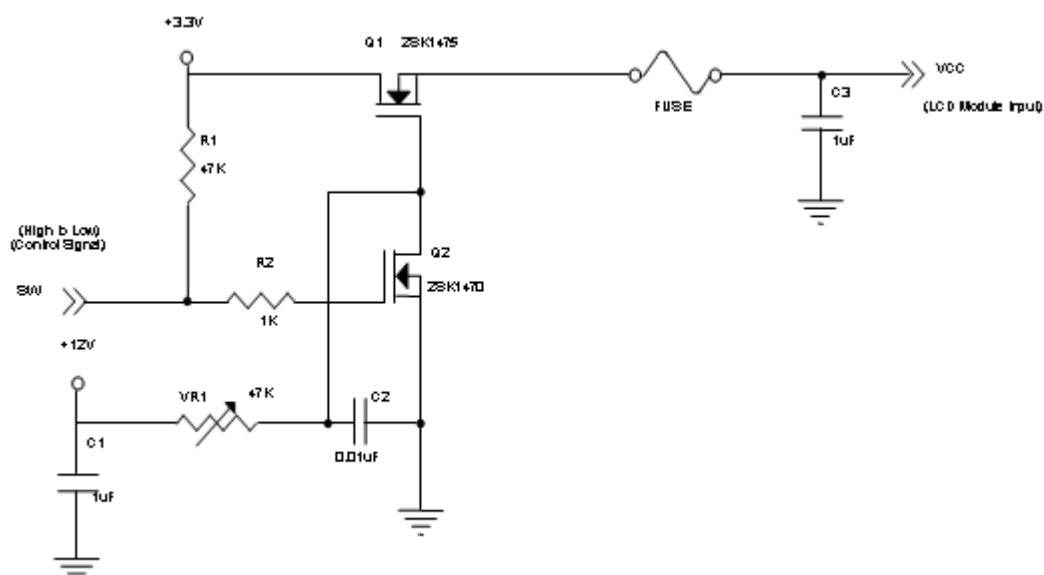 +3.3V
Q1 2SK1475
VCC
FUSE
C3
(LCD Module Input)
R1
47K
1uF
(High to Low)
(Control Signal)
Q2
R2
2SK1470
SW
1K
+12V
VR1
47K
C2
C1
0.01uF
1uF